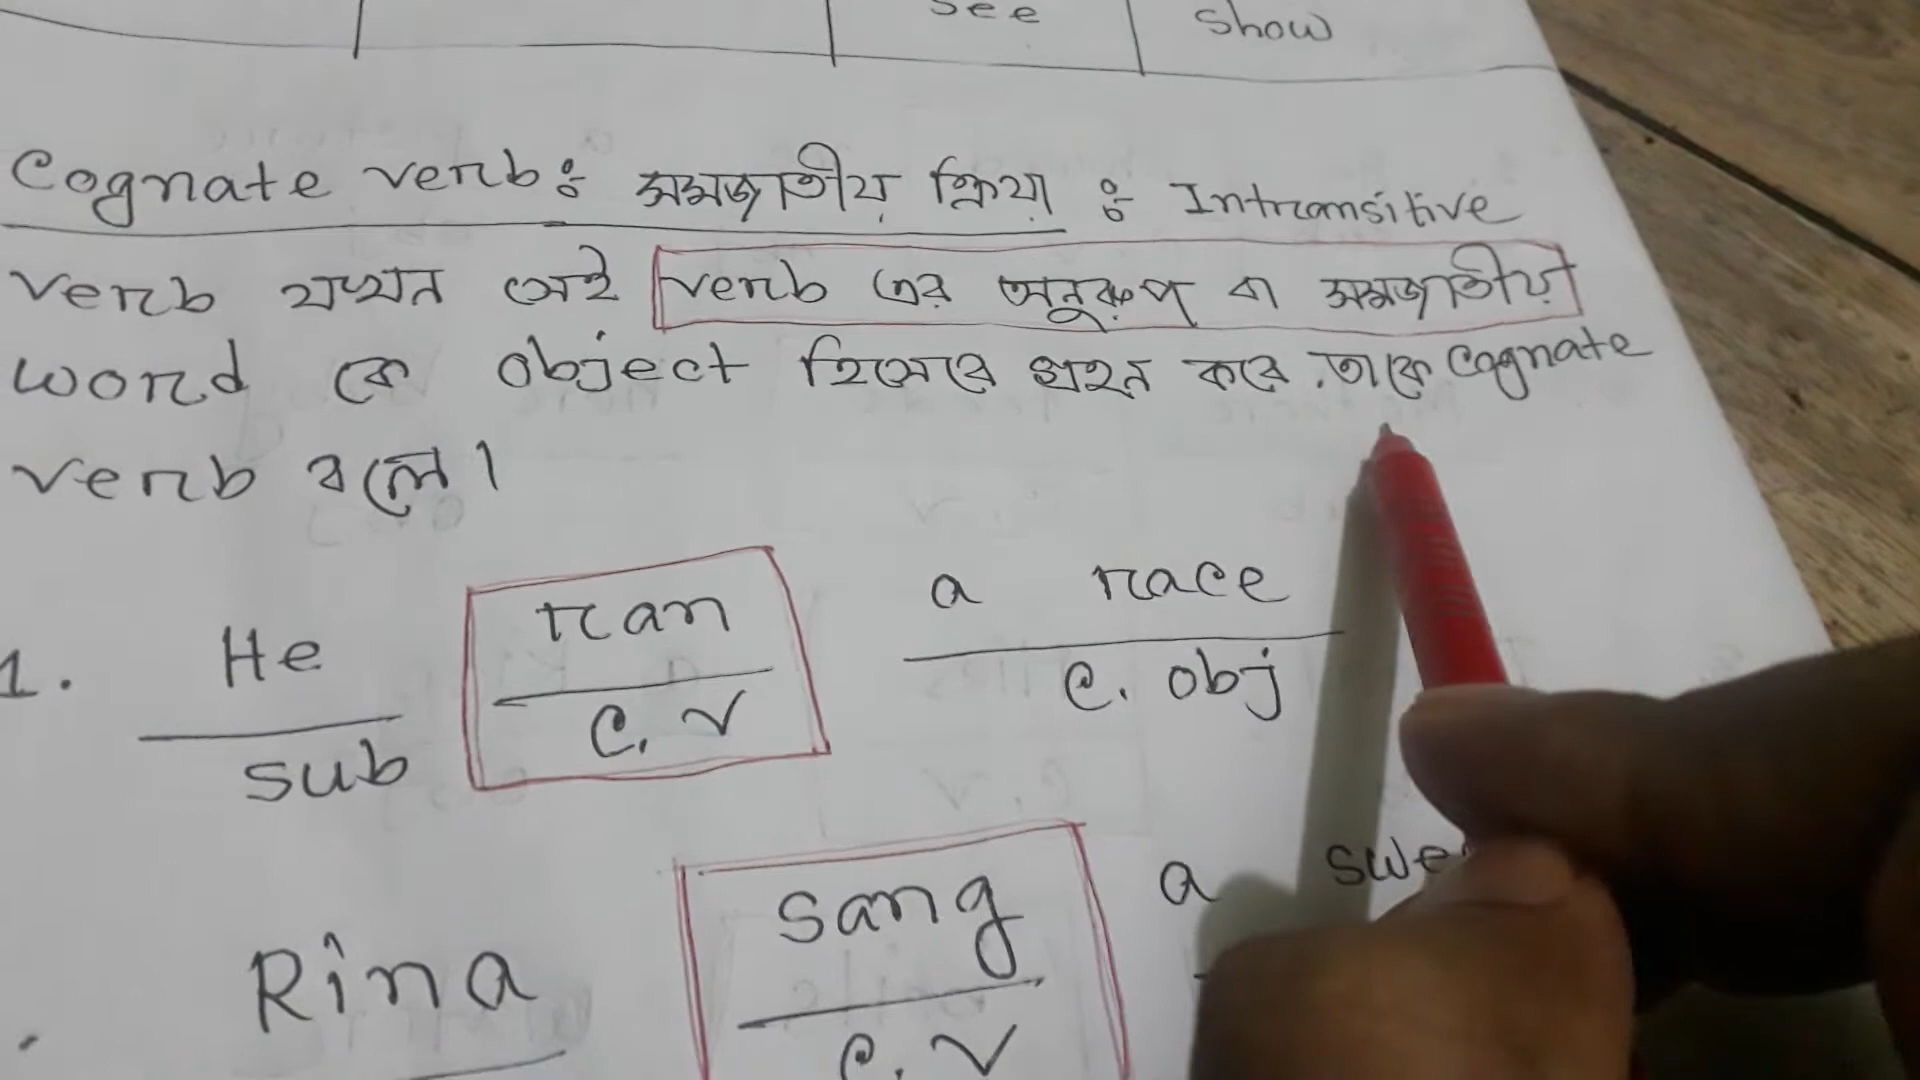 see show
Cognate verb: সমজাতীয় ক্রিয়া : Intransitive
verb যখন সেই verb এর অনুরূপ বা সমজাতীয়
word কে object হিসেবে গ্রহন করে তাকে Cognate
verb বলে।
1. He ran a race
sub C. V C. obj
Rina sang a
C. V